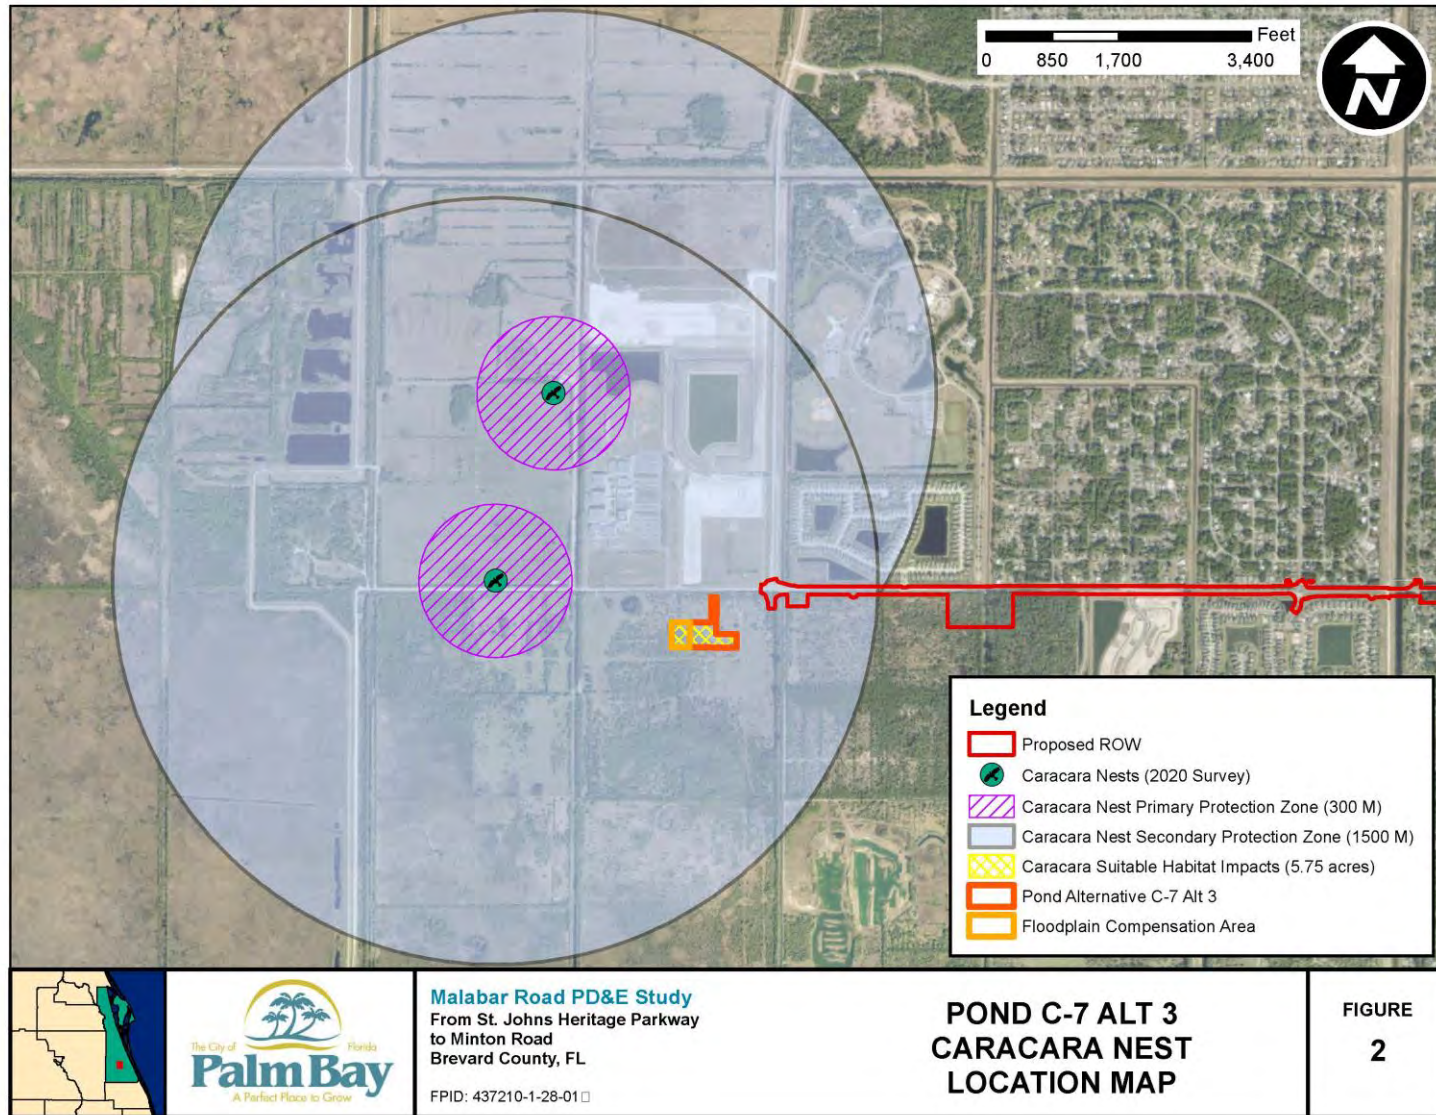 Feet
0 850 1,700 3,400
N
Legend
Proposed ROW
Caracara Nests (2020 Survey)
Caracara Nest Primary Protection Zone (300 M)
Caracara Nest Secondary Protection Zone (1500 M)
Caracara Suitable Habitat Impacts (5.75 acres)
Pond Alternative C-7 Alt 3
Floodplain Compensation Area
The City of Florida
Palm Bay
A Perfect Place to Grow
Malabar Road PD&E Study
From St. Johns Heritage Parkway
to Minton Road
Brevard County, FL
FPID: 437210-1-28-01□
POND C-7 ALT 3
CARACARA NEST
LOCATION MAP
FIGURE
2